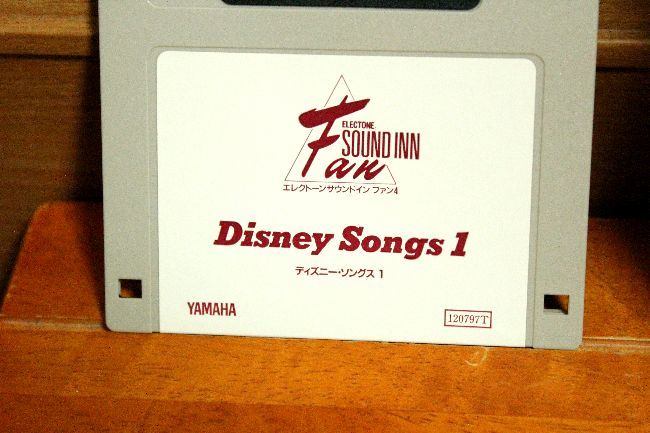 ELECTONE
SOUND INN
Fan
エレクトーンサウンドイン ファン4
Disney Songs 1
ディズニー・ソングス 1
YAMAHA
120797T